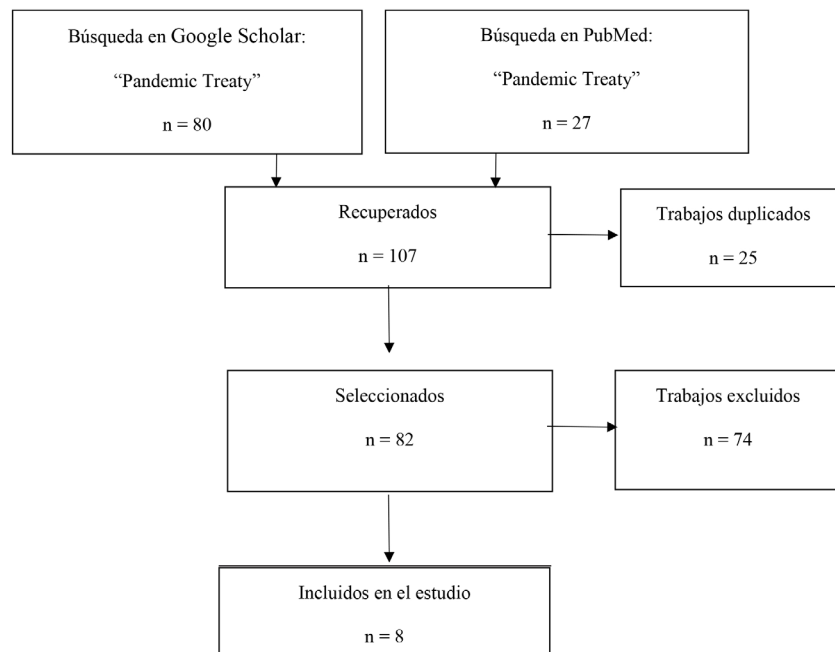 Búsqueda en Google Scholar:
“Pandemic Treaty”
n = 80
Búsqueda en PubMed:
“Pandemic Treaty”
n = 27
Recuperados
n = 107
Trabajos duplicados
n = 25
Seleccionados
n = 82
Trabajos excluidos
n = 74
Incluidos en el estudio
n = 8